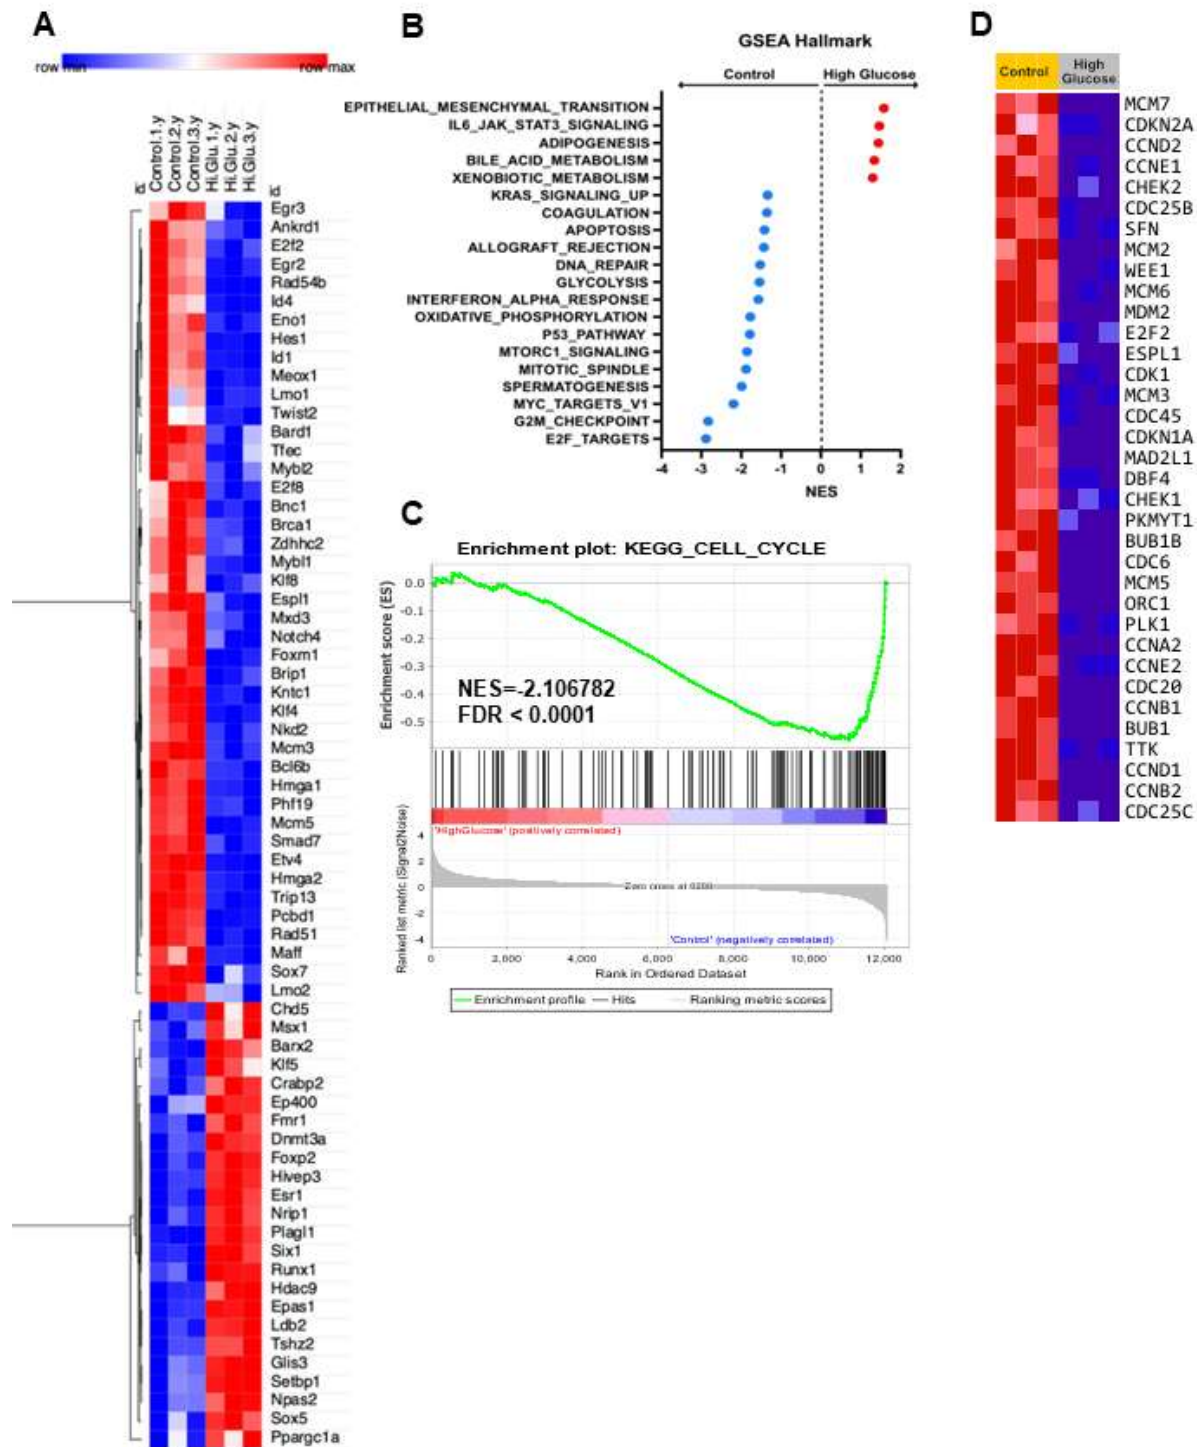 A
row min row max
id
Control.1.y
Control.2.y
Control.3.y
Hi.Glu.1.y
Hi.Glu.2.y
Hi.Glu.3.y
id
Egr3
Ankrd1
E2f2
Egr2
Rad54b
Id4
Eno1
Hes1
Id1
Meox1
Lmo1
Twist2
Bard1
Tfec
Mybl2
E2f8
Bnc1
Brca1
Zdhhc2
Mybl1
Klf8
Espl1
Mxd3
Notch4
Foxm1
Brip1
Kntc1
Klf4
Nkd2
Mcm3
Bcl6b
Hmga1
Phf19
Mcm5
Smad7
Etv4
Hmga2
Trip13
Pcbd1
Rad51
Maff
Sox7
Lmo2
Chd5
Msx1
Barx2
Klf5
Crabp2
Ep400
Fmr1
Dnmt3a
Foxp2
Hivep3
Esr1
Nrip1
Plagl1
Six1
Runx1
Hdac9
Epas1
Ldb2
Tshz2
Glis3
Setbp1
Npas2
Sox5
Ppargc1a
B
GSEA Hallmark
Control High Glucose
EPITHELIAL_MESENCHYMAL_TRANSITION
IL6_JAK_STAT3_SIGNALING
ADIPOGENESIS
BILE_ACID_METABOLISM
XENOBIOTIC_METABOLISM
KRAS_SIGNALING_UP
COAGULATION
APOPTOSIS
ALLOGRAFT_REJECTION
DNA_REPAIR
GLYCOLYSIS
INTERFERON_ALPHA_RESPONSE
OXIDATIVE_PHOSPHORYLATION
P53_PATHWAY
MTORC1_SIGNALING
MITOTIC_SPINDLE
SPERMATOGENESIS
MYC_TARGETS_V1
G2M_CHECKPOINT
E2F_TARGETS
-4 -3 -2 -1 0 1 2
NES
C
Enrichment plot: KEGG_CELL_CYCLE
Enrichment score (ES)
0.0
-0.1
-0.2
-0.3
-0.4
-0.5
NES=-2.106782
FDR < 0.0001
Ranked list metric (Signal2Noise)
'HighGlucose' (positively correlated)
4
2
0
-2
-4
Zero cross at 6260
'Control' (negatively correlated)
0 2,000 4,000 6,000 8,000 10,000 12,000
Rank in Ordered Dataset
Enrichment profile Hits Ranking metric scores
D
Control High Glucose
MCM7
CDKN2A
CCND2
CCNE1
CHEK2
CDC25B
SFN
MCM2
WEE1
MCM6
MDM2
E2F2
ESPL1
CDK1
MCM3
CDC45
CDKN1A
MAD2L1
DBF4
CHEK1
PKMYT1
BUB1B
CDC6
MCM5
ORC1
PLK1
CCNA2
CCNE2
CDC20
CCNB1
BUB1
TTK
CCND1
CCNB2
CDC25C